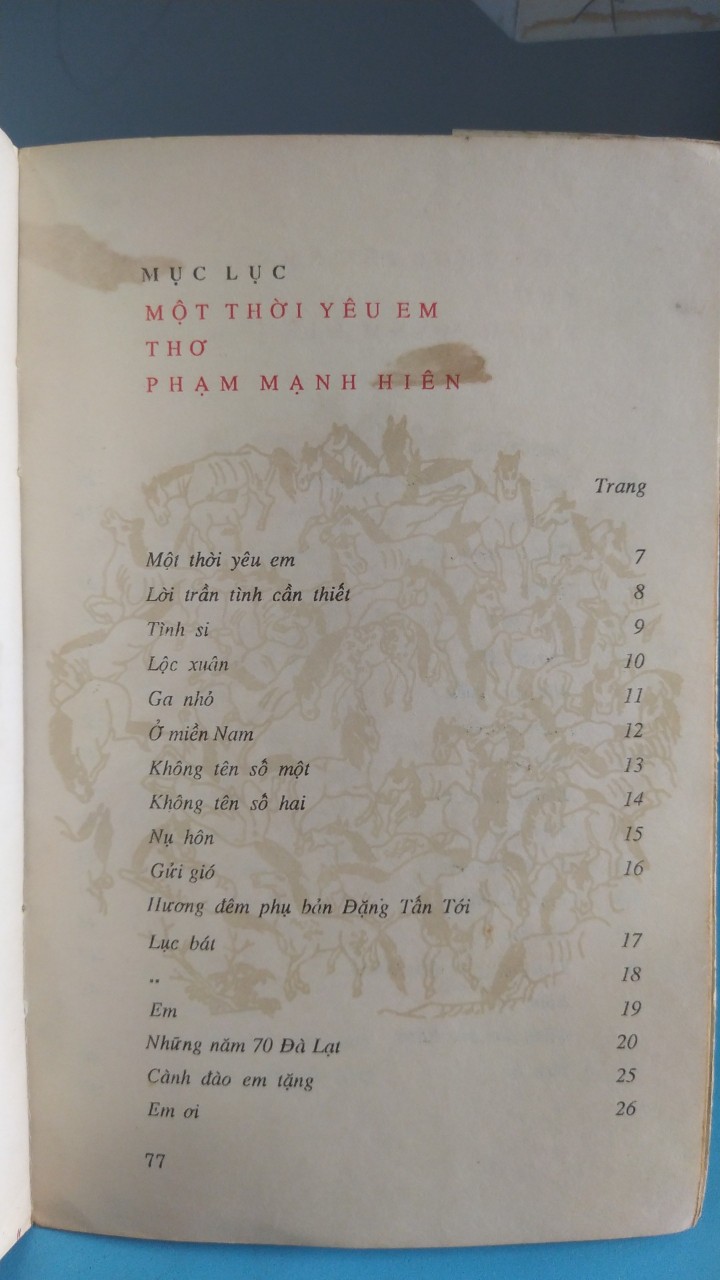 MỤC LỤC
MỘT THỜI YÊU EM
THƠ
PHẠM MẠNH HIÊN
Trang
Một thời yêu em 7
Lời trần tình cần thiết 8
Tình si 9
Lộc xuân 10
Ga nhỏ 11
Ở miền Nam 12
Không tên số một 13
Không tên số hai 14
Nụ hôn 15
Gửi gió 16
Hương đêm phụ bản Đặng Tấn Tới
Lục bát 17
.. 18
Em 19
Những năm 70 Đà Lạt 20
Cành đào em tặng 25
Em ơi 26
77